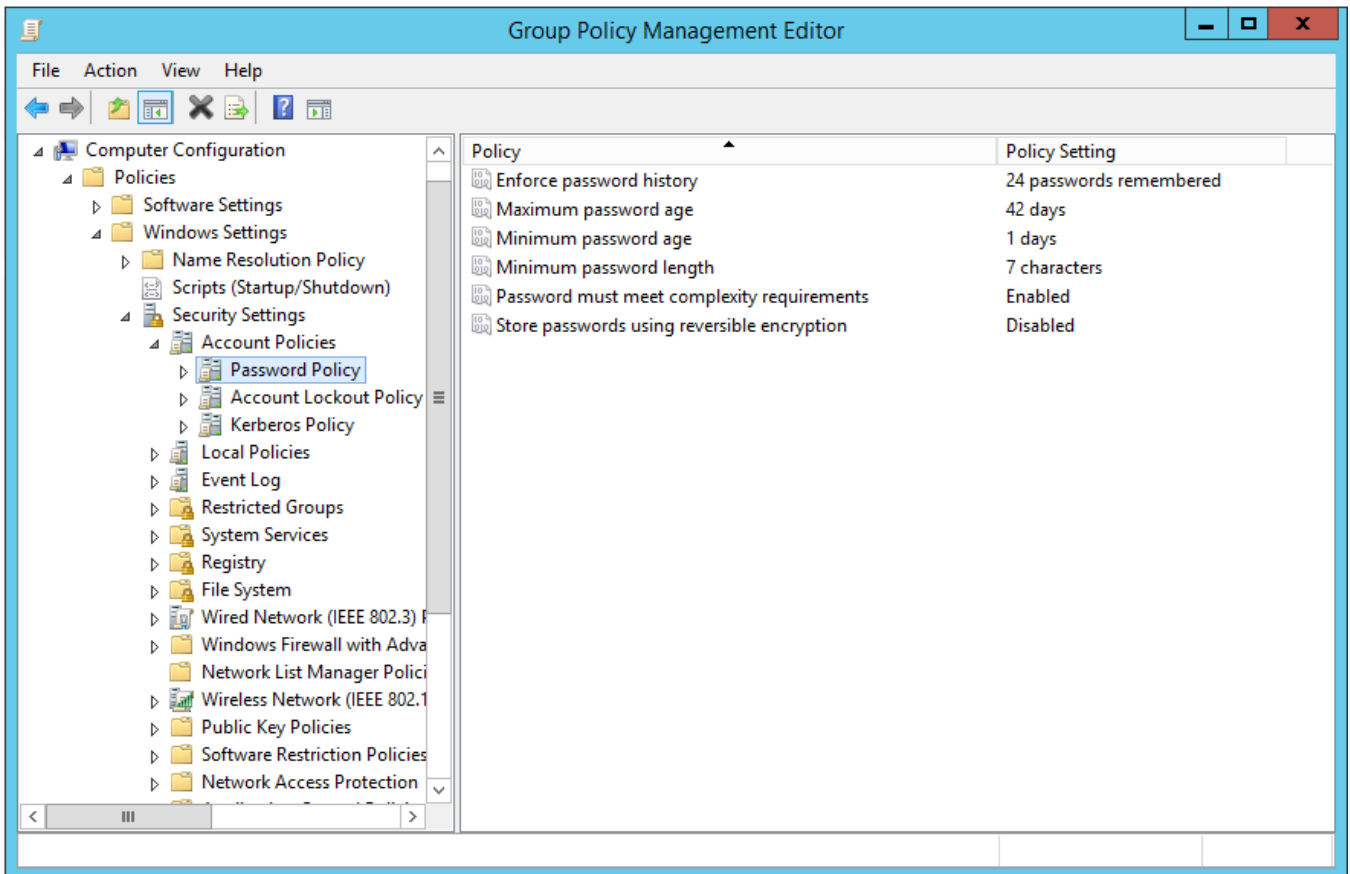 Group Policy Management Editor
File Action View Help
Computer Configuration
Policies
Software Settings
Windows Settings
Name Resolution Policy
Scripts (Startup/Shutdown)
Security Settings
Account Policies
Password Policy
Account Lockout Policy
Kerberos Policy
Local Policies
Event Log
Restricted Groups
System Services
Registry
File System
Wired Network (IEEE 802.3)
Windows Firewall with Adva
Network List Manager Polici
Wireless Network (IEEE 802.1
Public Key Policies
Software Restriction Policies
Network Access Protection
Policy Policy Setting
Enforce password history 24 passwords remembered
Maximum password age 42 days
Minimum password age 1 days
Minimum password length 7 characters
Password must meet complexity requirements Enabled
Store passwords using reversible encryption Disabled